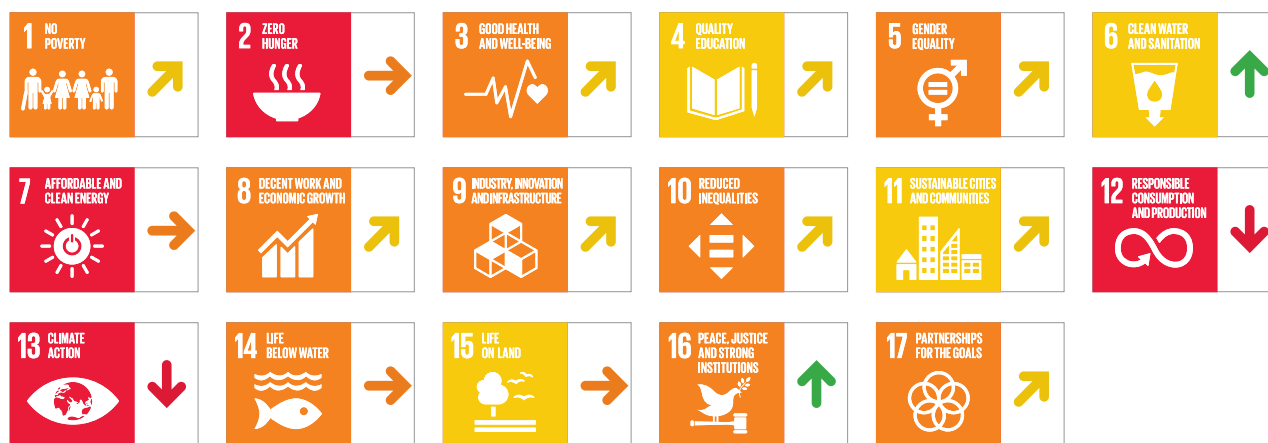 1 NO
POVERTY
2 ZERO
HUNGER
3 GOOD HEALTH
AND WELL-BEING
4 QUALITY
EDUCATION
5 GENDER
EQUALITY
6 CLEAN WATER
AND SANITATION
7 AFFORDABLE AND
CLEAN ENERGY
8 DECENT WORK AND
ECONOMIC GROWTH
9 INDUSTRY, INNOVATION
AND INFRASTRUCTURE
10 REDUCED
INEQUALITIES
11 SUSTAINABLE CITIES
AND COMMUNITIES
12 RESPONSIBLE
CONSUMPTION
AND PRODUCTION
13 CLIMATE
ACTION
14 LIFE
BELOW WATER
15 LIFE
ON LAND
16 PEACE, JUSTICE
AND STRONG
INSTITUTIONS
17 PARTNERSHIPS
FOR THE GOALS